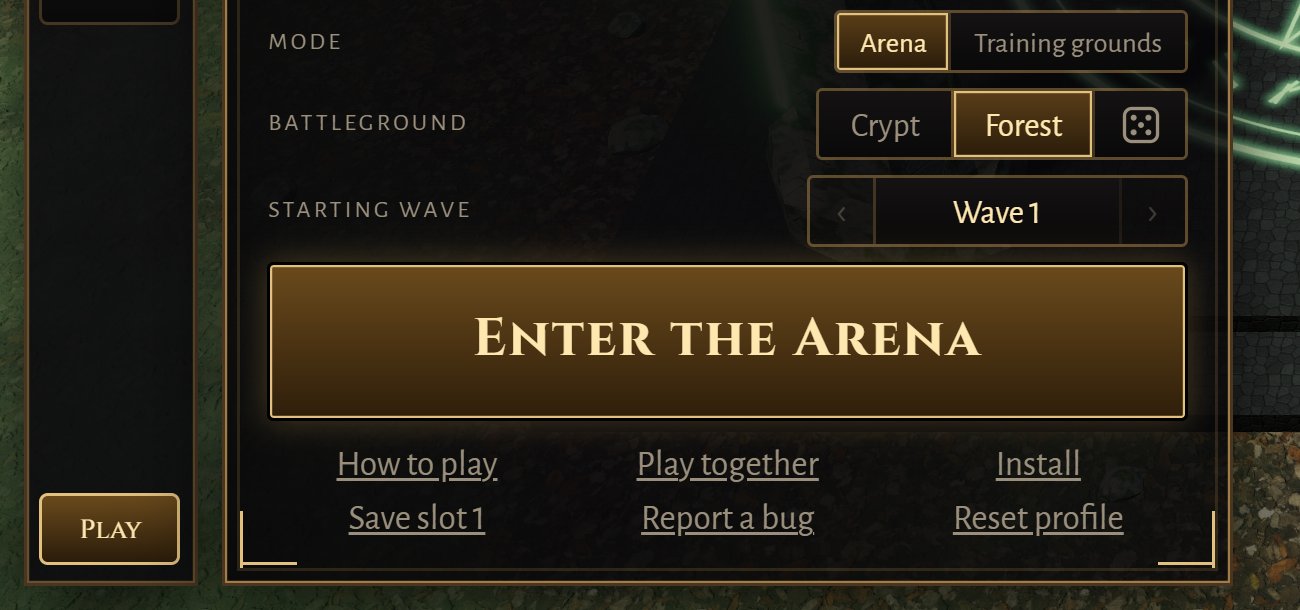 MODE
Arena
Training grounds
BATTLEGROUND
Crypt
Forest
STARTING WAVE
‹
Wave 1
›
Enter the Arena
How to play
Play together
Install
Save slot 1
Report a bug
Reset profile
Play